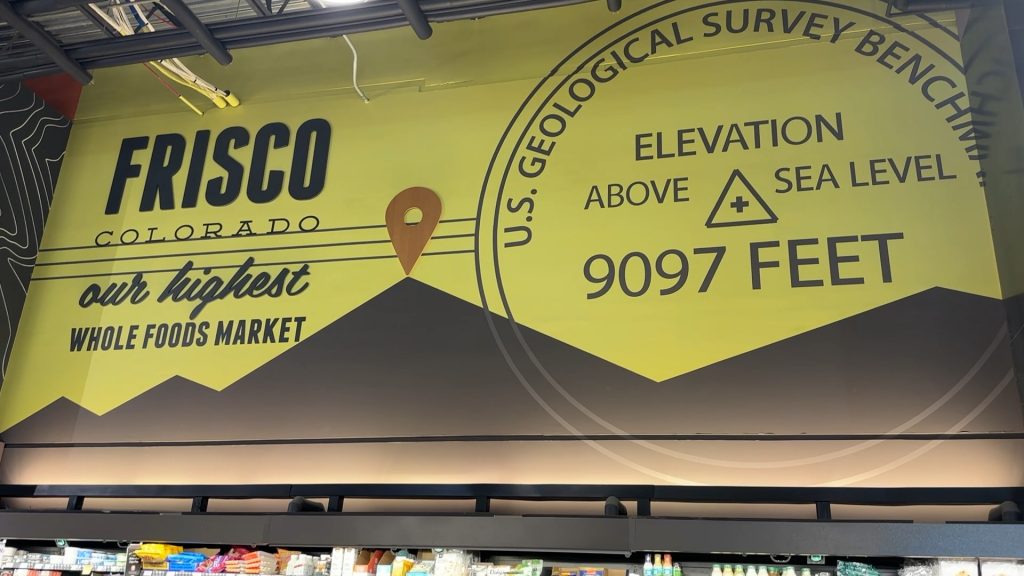 FRISCO
COLORADO
our highest
WHOLE FOODS MARKET
U.S. GEOLOGICAL SURVEY BENCHM
ELEVATION
ABOVE SEA LEVEL
9097 FEET